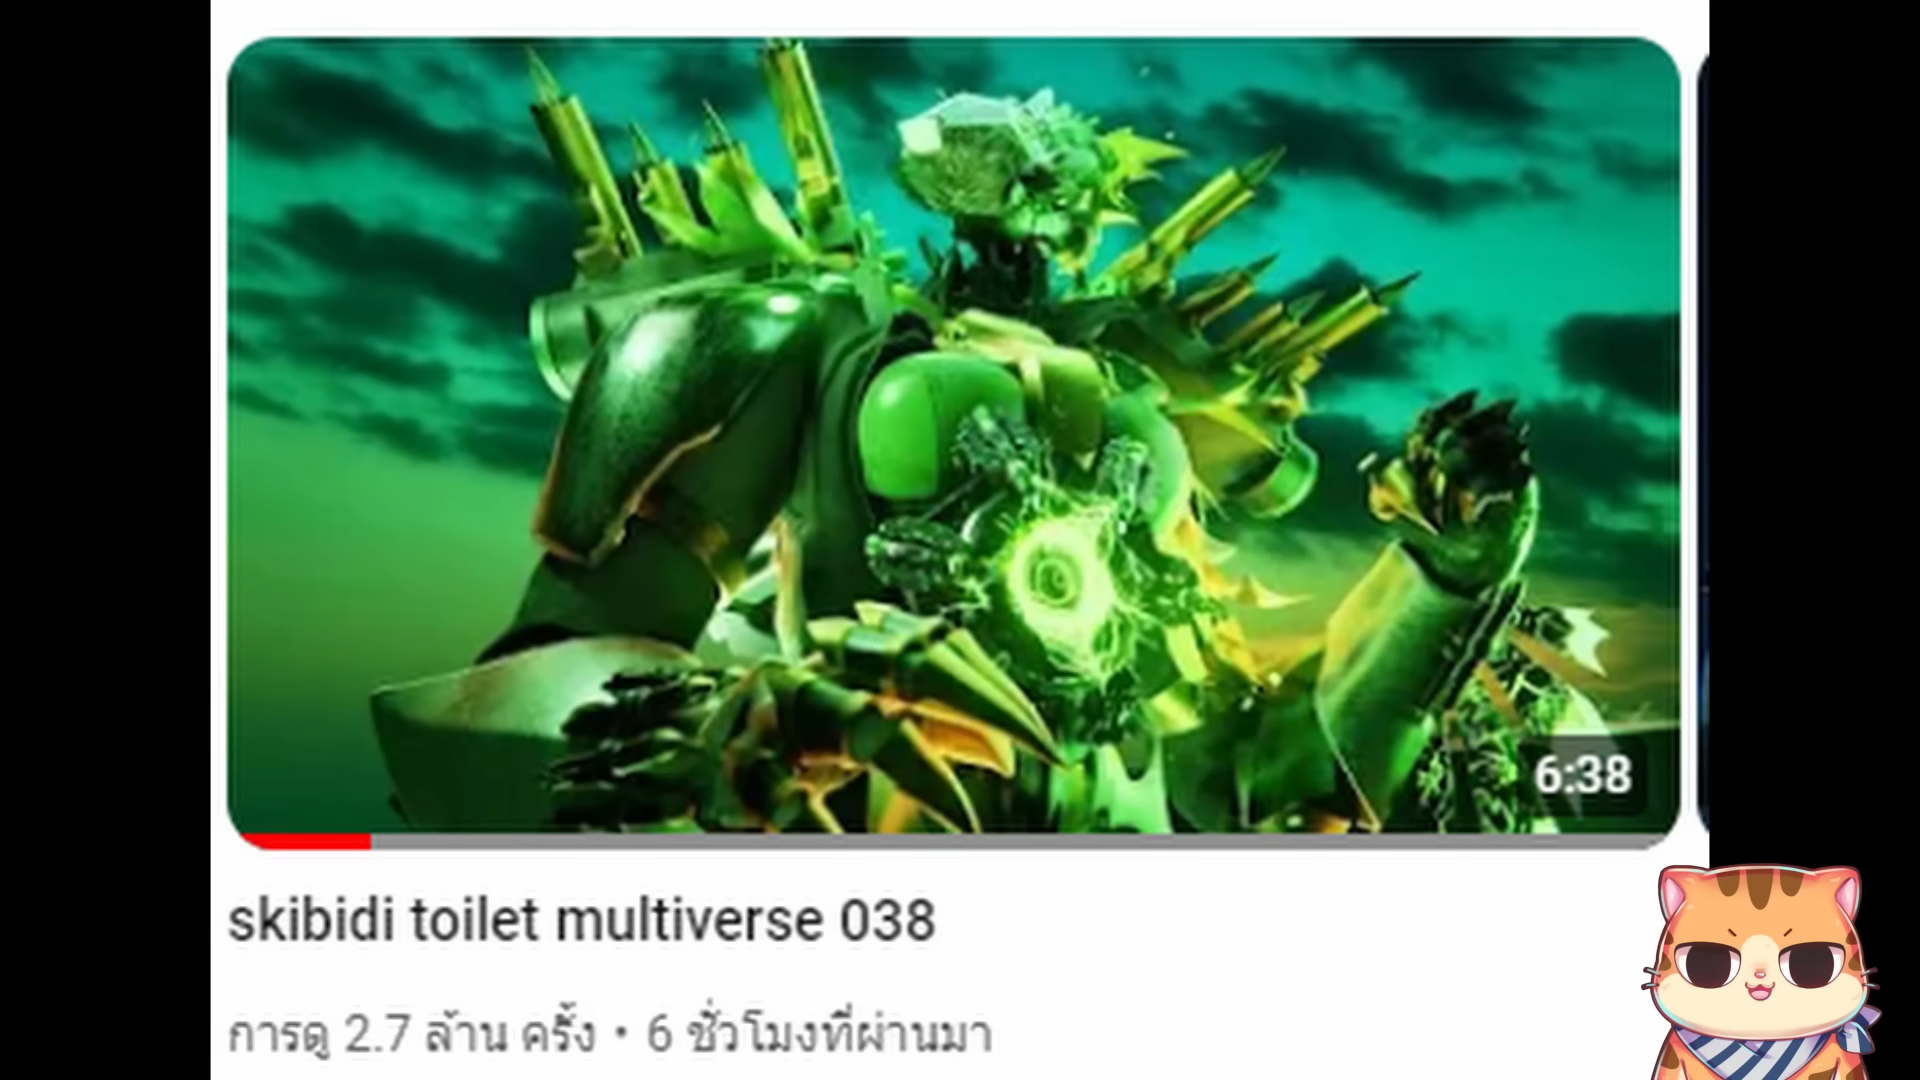 6:38
skibidi toilet multiverse 038
การดู 2.7 ล้าน ครั้ง • 6 ชั่วโมงที่ผ่านมา